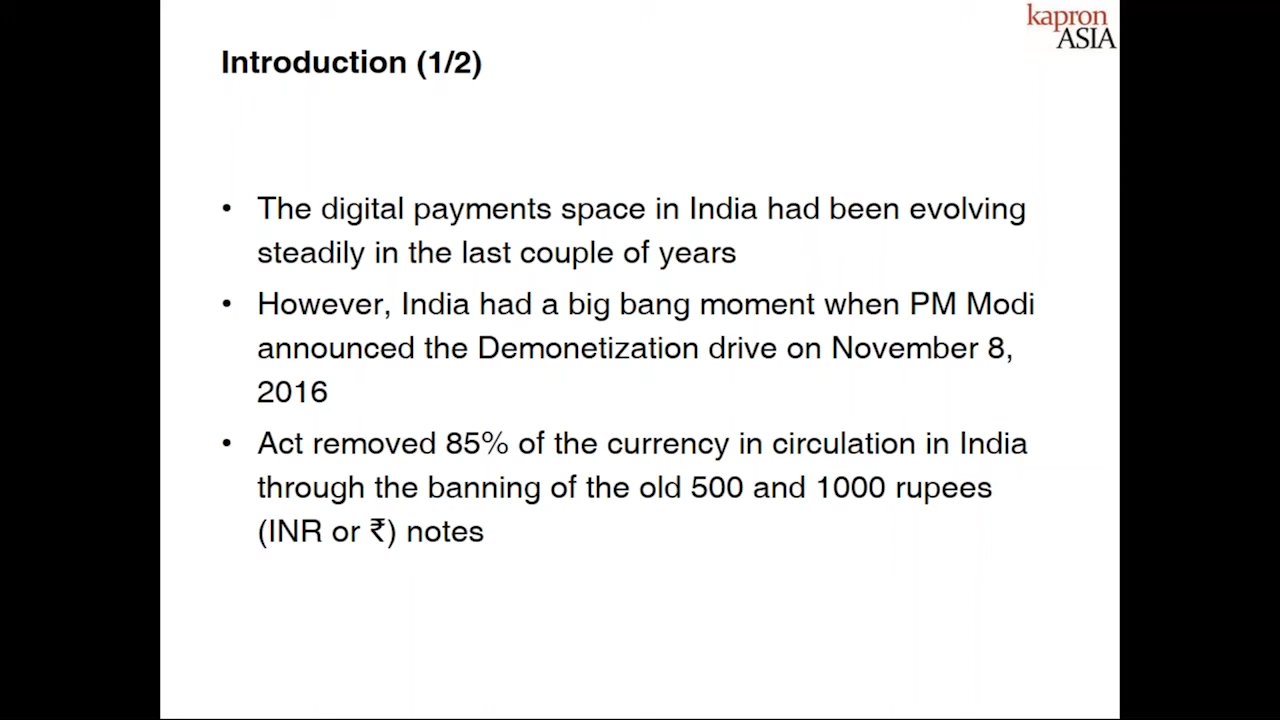 kapron
ASIA
Introduction (1/2)
• The digital payments space in India had been evolving
steadily in the last couple of years
• However, India had a big bang moment when PM Modi
announced the Demonetization drive on November 8,
2016
• Act removed 85% of the currency in circulation in India
through the banning of the old 500 and 1000 rupees
(INR or ₹) notes